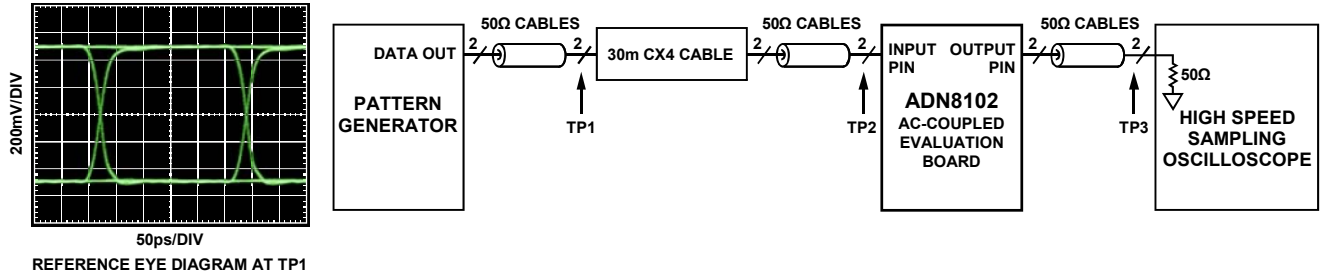 200mV/DIV
50ps/DIV
REFERENCE EYE DIAGRAM AT TP1
DATA OUT
PATTERN
GENERATOR
50Ω CABLES
2
2
TP1
30m CX4 CABLE
50Ω CABLES
2
2
TP2
INPUT PIN
OUTPUT PIN
ADN8102
AC-COUPLED
EVALUATION
BOARD
50Ω CABLES
2
2
TP3
50Ω
HIGH SPEED
SAMPLING
OSCILLOSCOPE